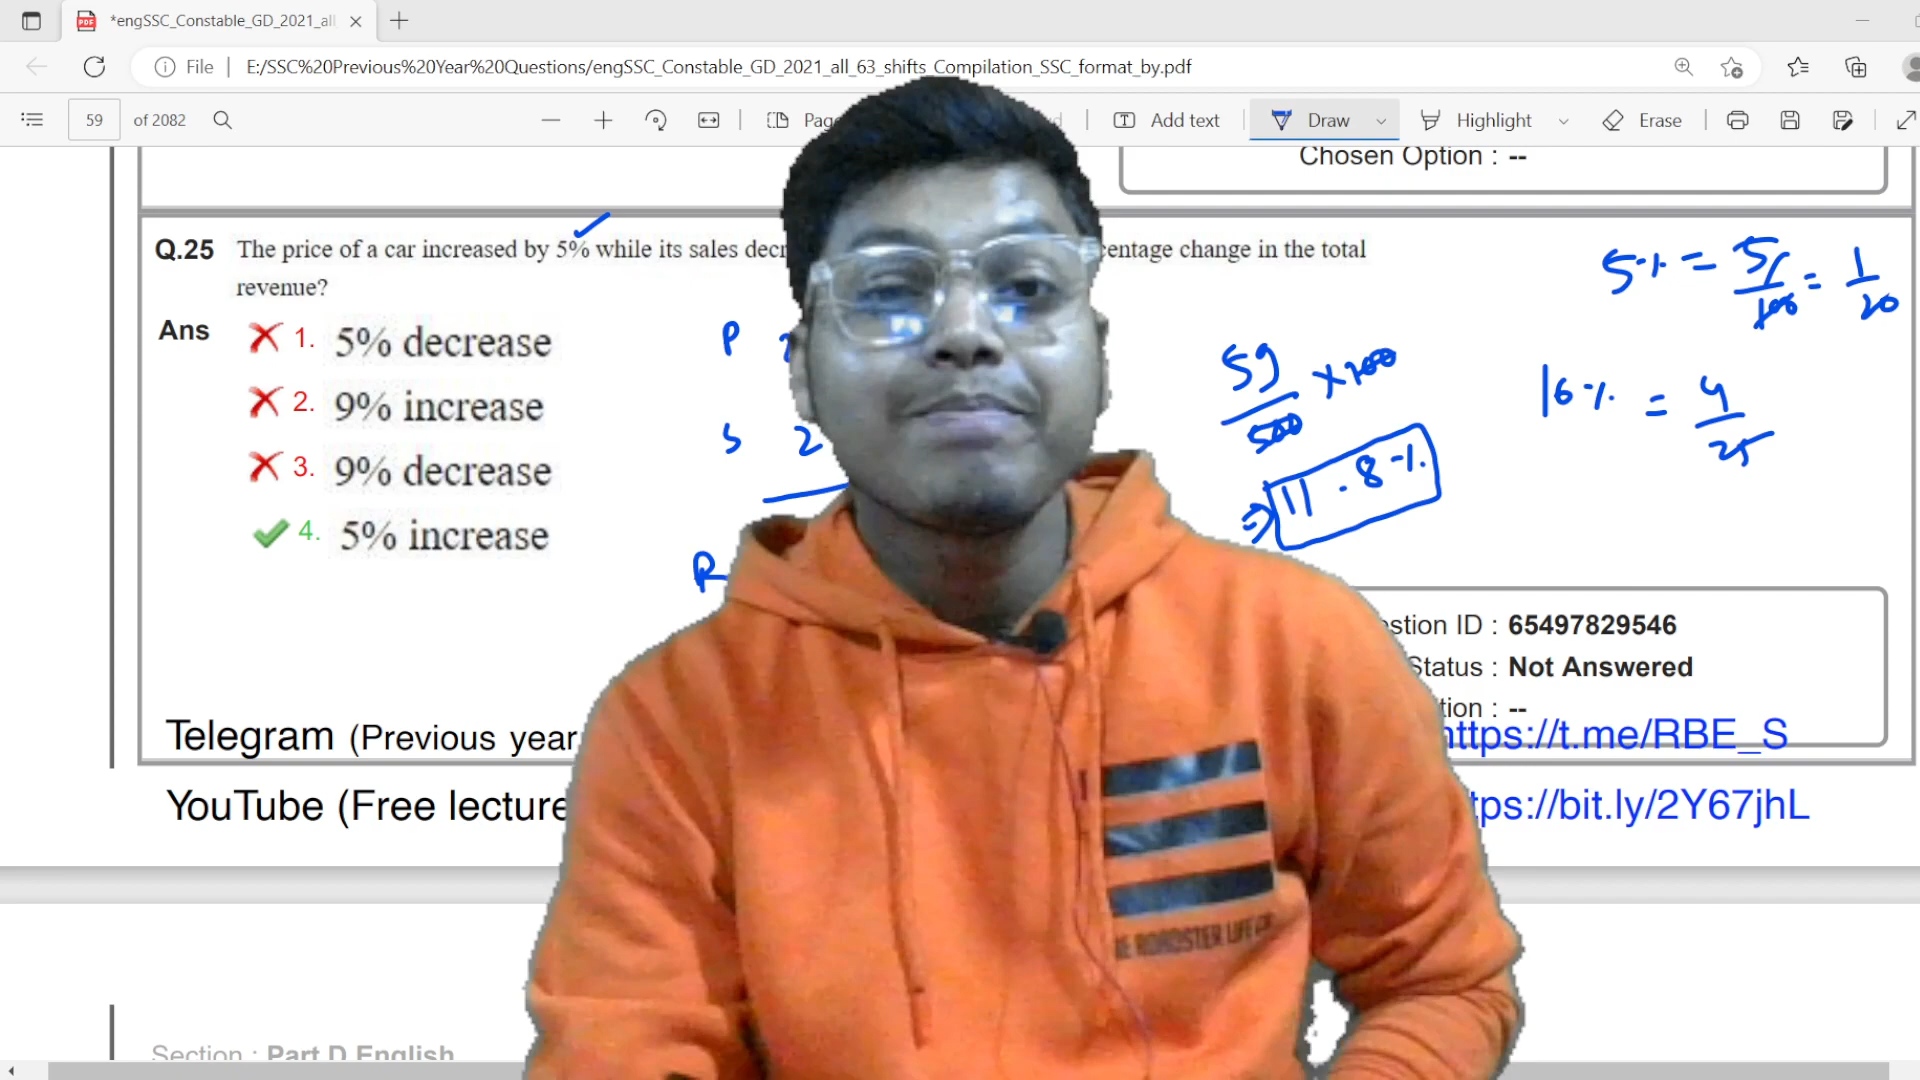 *engSSC_Constable_GD_2021_all
File | E:/SSC%20Previous%20Year%20Questions/engSSC_Constable_GD_2021_all_63_shifts_Compilation_SSC_format_by.pdf
59 of 2082 Add text Draw Highlight Erase
Chosen Option : --
Q.25 The price of a car increased by 5% while its sales
entage change in the total
revenue?
Ans 1. 5% decrease
2. 9% increase
3. 9% decrease
4. 5% increase
P
S 2
R
59/500 × 100
⇒ 11.8%
5% = 5/100 = 1/20
16% = 4/25
stion ID : 65497829546
Status : Not Answered
tion : --
Telegram (Previous year https://t.me/RBE_S
YouTube (Free lecture tps://bit.ly/2Y67jhL
Section : Part D English